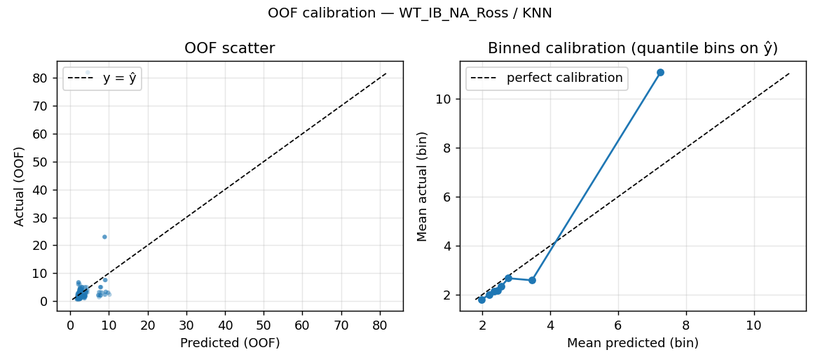 OOF calibration — WT_IB_NA_Ross / KNN
OOF scatter
y = ŷ
80
70
60
50
40
30
20
10
0
Actual (OOF)
0 10 20 30 40 50 60 70 80
Predicted (OOF)
Binned calibration (quantile bins on ŷ)
perfect calibration
10
8
6
4
2
Mean actual (bin)
2 4 6 8 10
Mean predicted (bin)